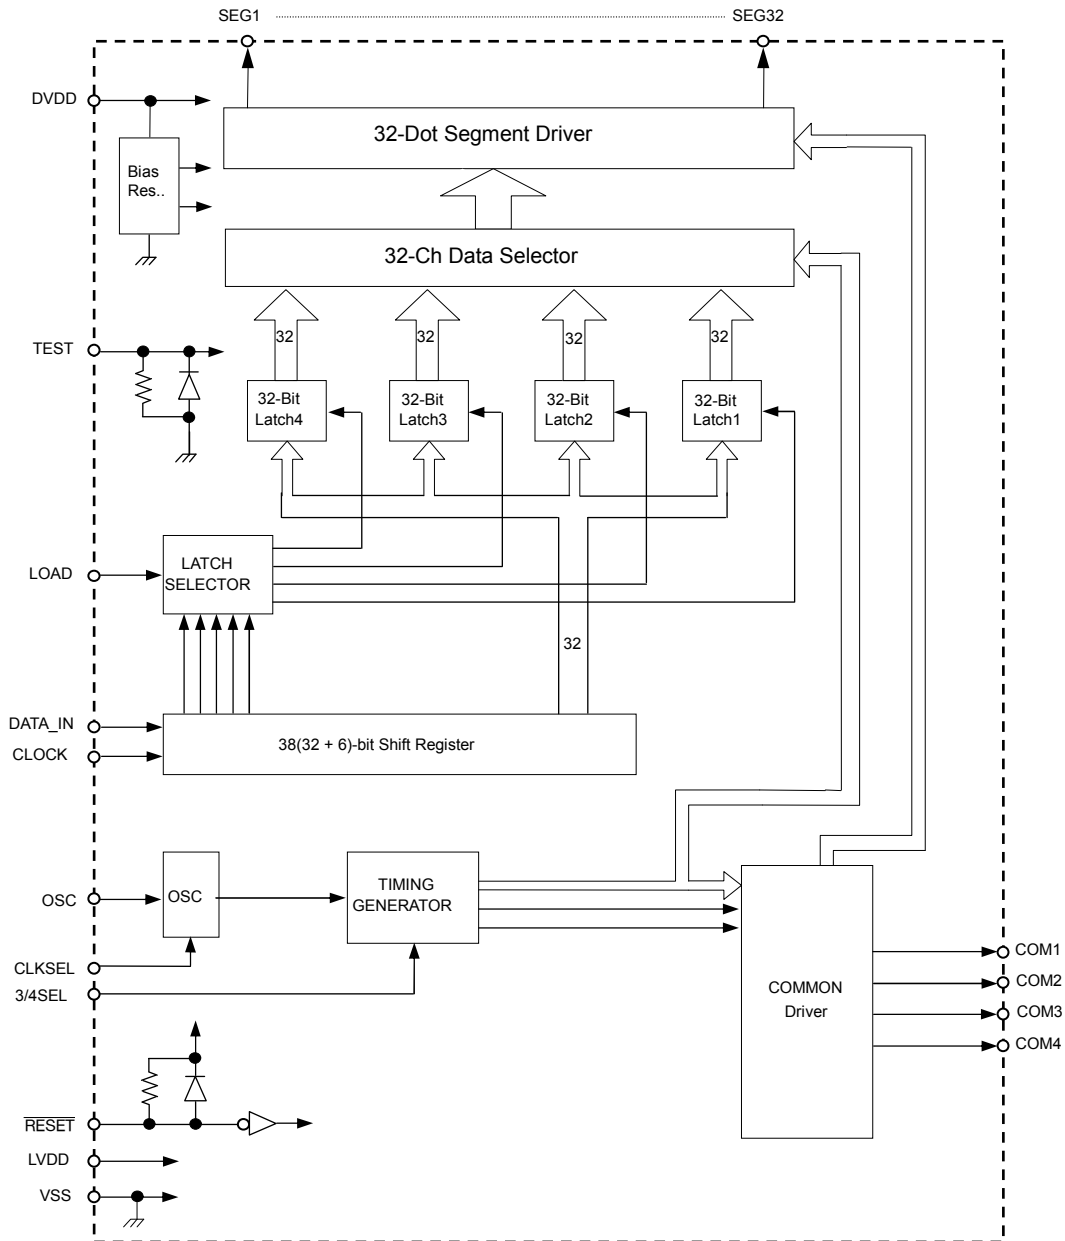 SEG1
SEG32
DVDD
32-Dot Segment Driver
Bias
Res..
32-Ch Data Selector
TEST
32
32
32
32
32-Bit
Latch4
32-Bit
Latch3
32-Bit
Latch2
32-Bit
Latch1
LOAD
LATCH
SELECTOR
32
DATA_IN
CLOCK
38(32 + 6)-bit Shift Register
OSC
OSC
TIMING
GENERATOR
CLKSEL
3/4SEL
COMMON
Driver
COM1
COM2
COM3
COM4
RESET
LVDD
VSS